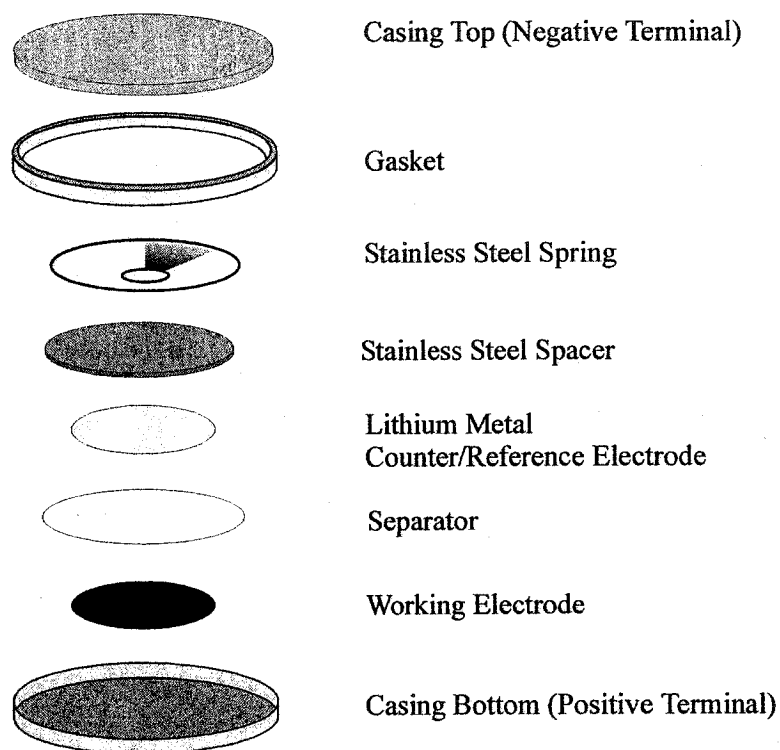 Casing Top (Negative Terminal)
Gasket
Stainless Steel Spring
Stainless Steel Spacer
Lithium Metal
Counter/Reference Electrode
Separator
Working Electrode
Casing Bottom (Positive Terminal)